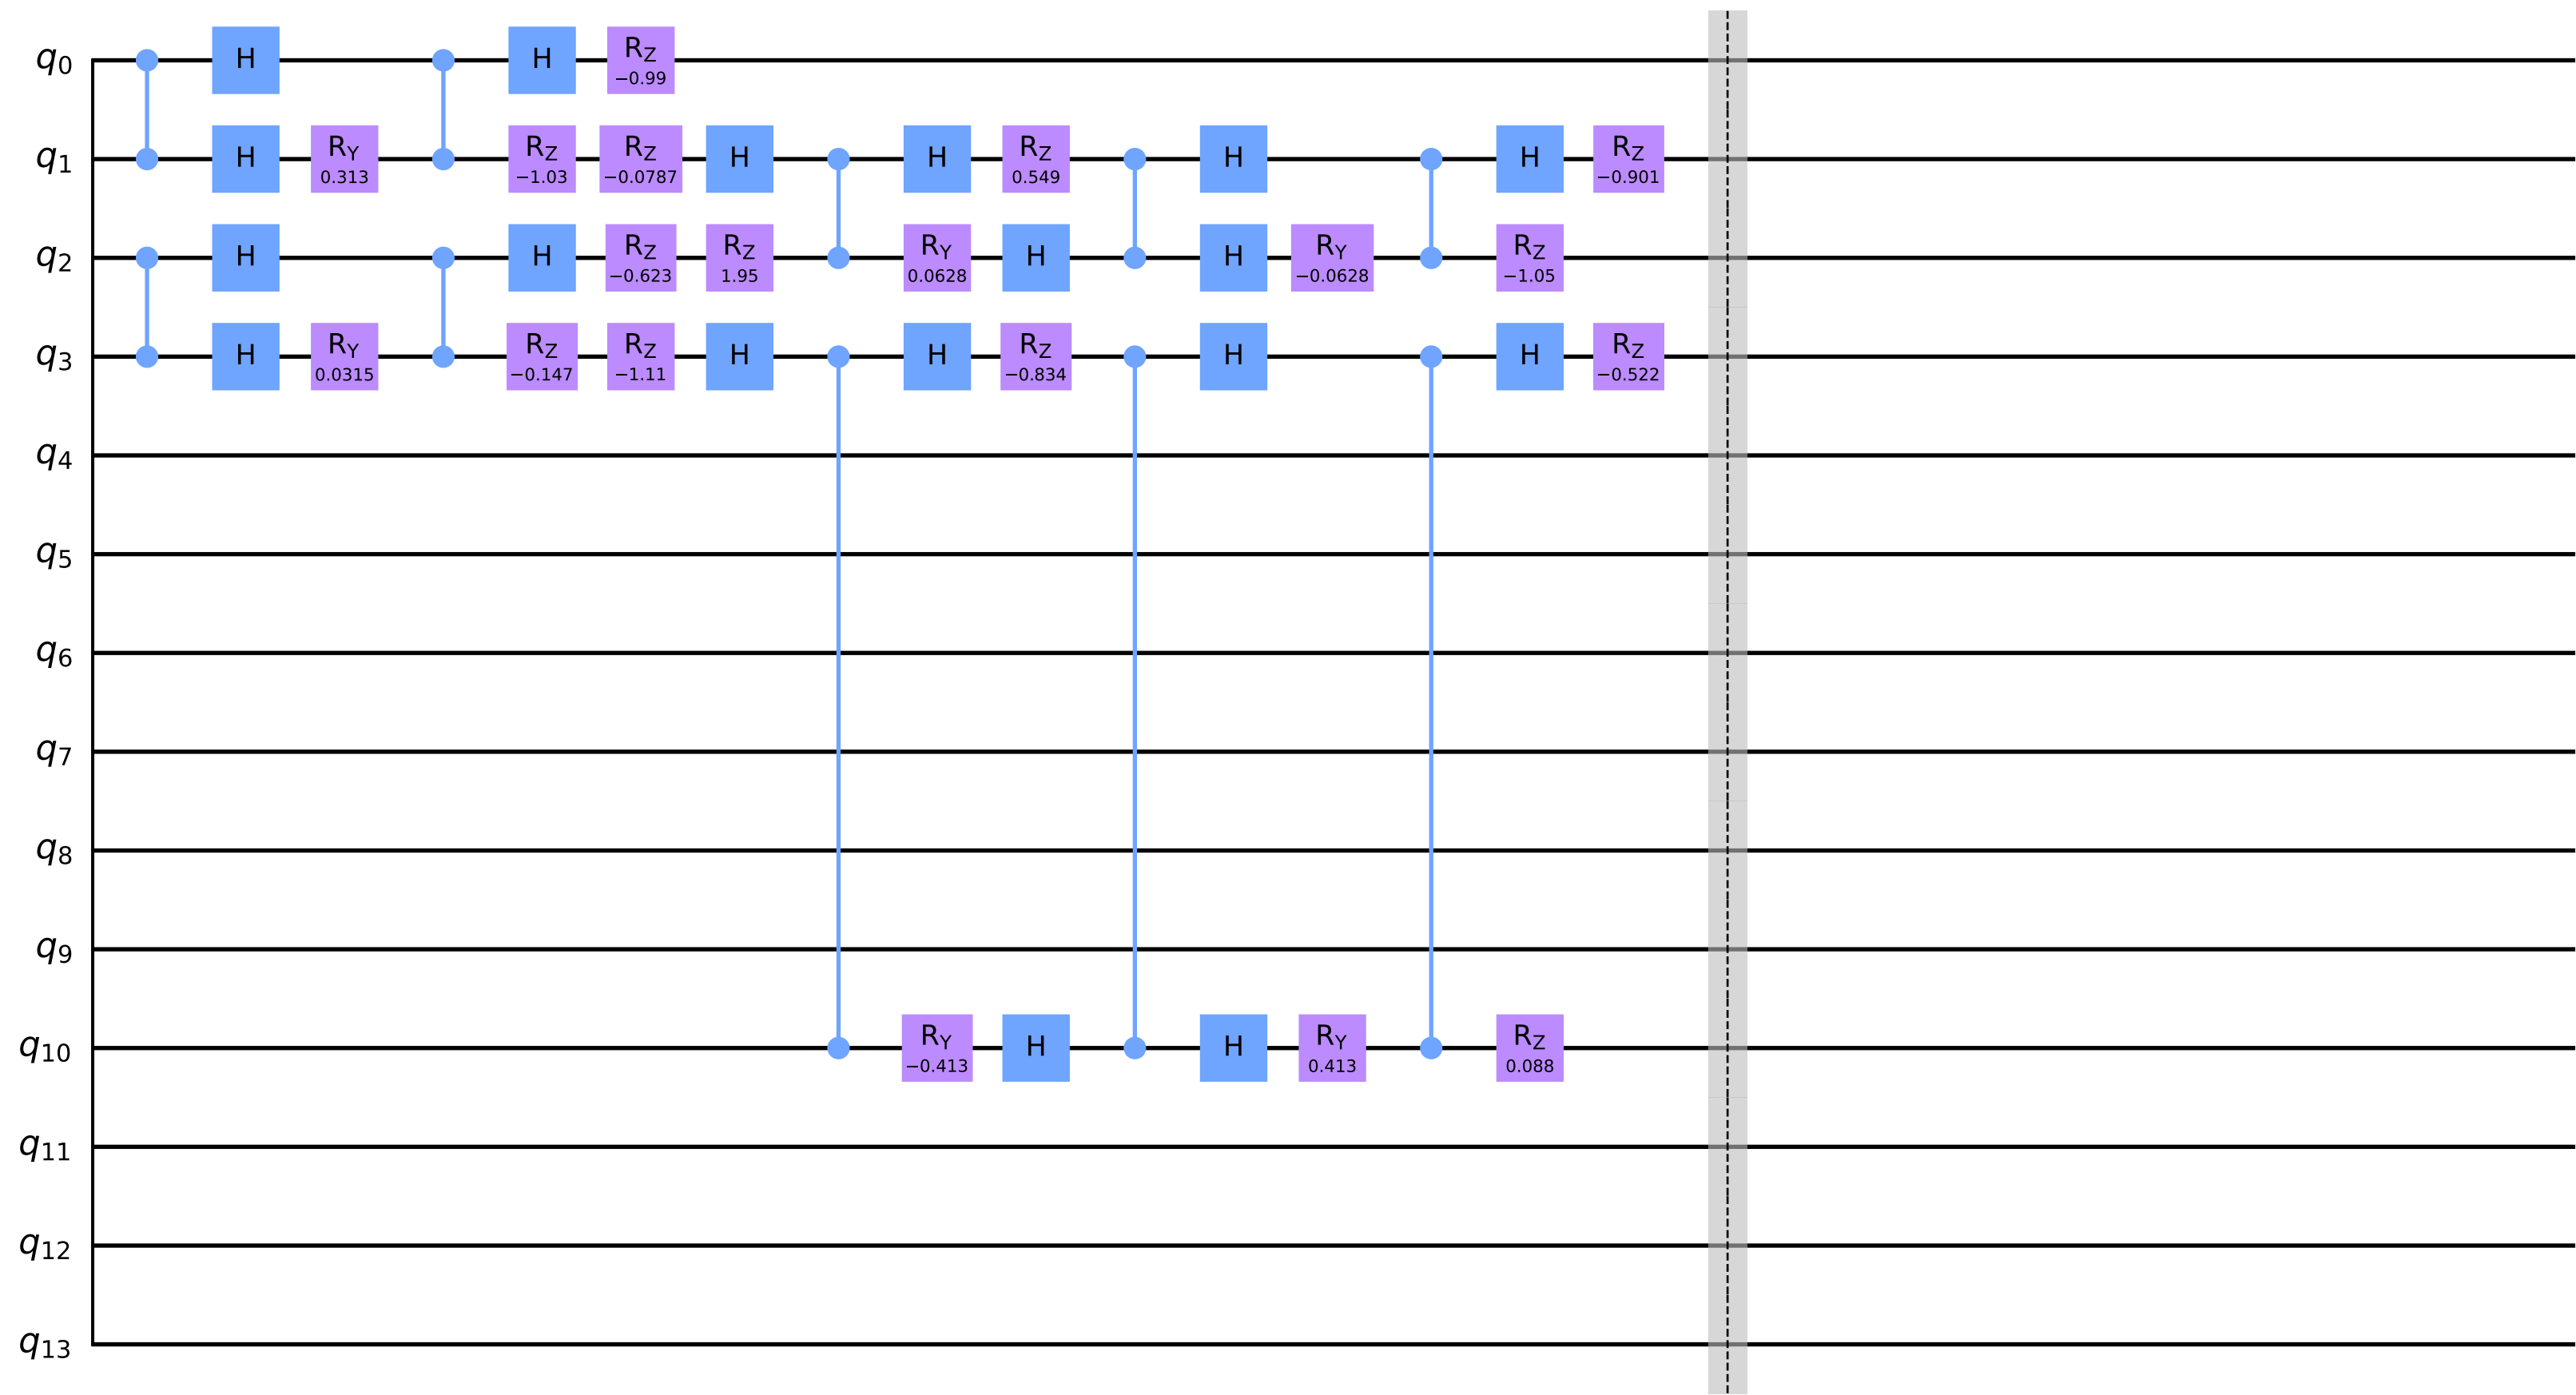 q0 H H RZ −0.99
q1 H RY 0.313 RZ −1.03 RZ −0.0787 H H RZ 0.549 H H RZ −0.901
q2 H H RZ −0.623 RZ 1.95 RY 0.0628 H H RY −0.0628 RZ −1.05
q3 H RY 0.0315 RZ −0.147 RZ −1.11 H H RZ −0.834 H H RZ −0.522
q4
q5
q6
q7
q8
q9
q10 RY −0.413 H H RY 0.413 RZ 0.088
q11
q12
q13